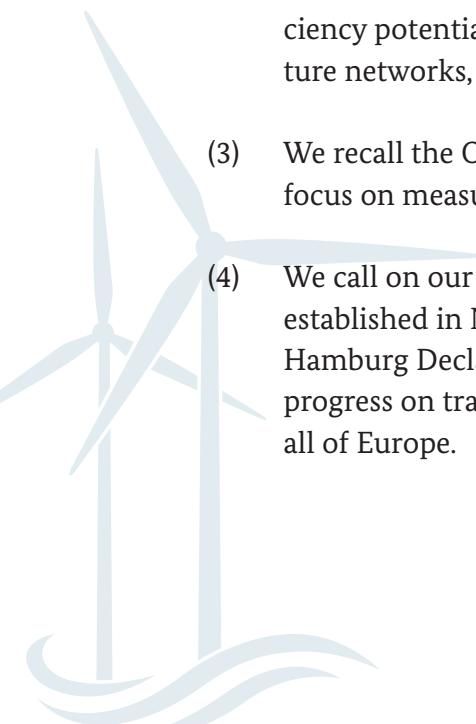 ciency potentia
ture networks,
(3) We recall the
focus on measu
(4) We call on our
established in
Hamburg Decla
progress on tra
all of Europe.